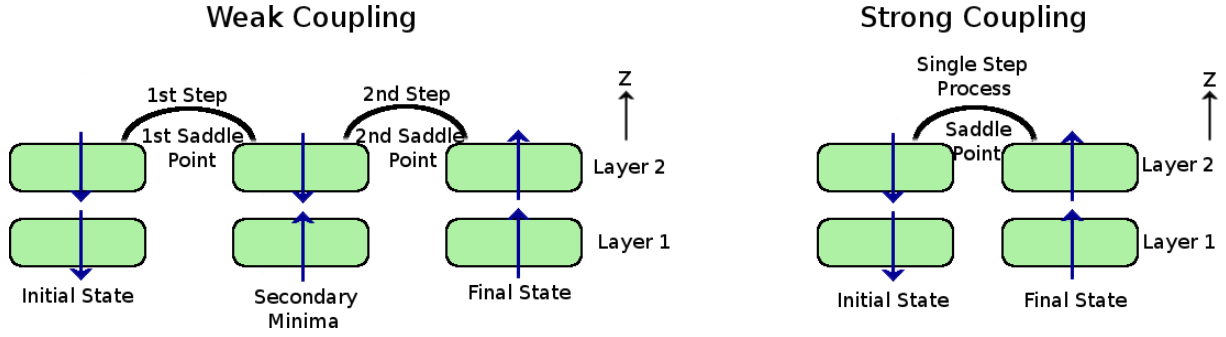 Weak Coupling
Strong Coupling
1st Step
2nd Step
Single Step
Process
Z
Z
1st Saddle
Point
2nd Saddle
Point
Saddle
Point
Layer 2
Layer 2
Layer 1
Layer 1
Initial State
Secondary
Minima
Final State
Initial State
Final State